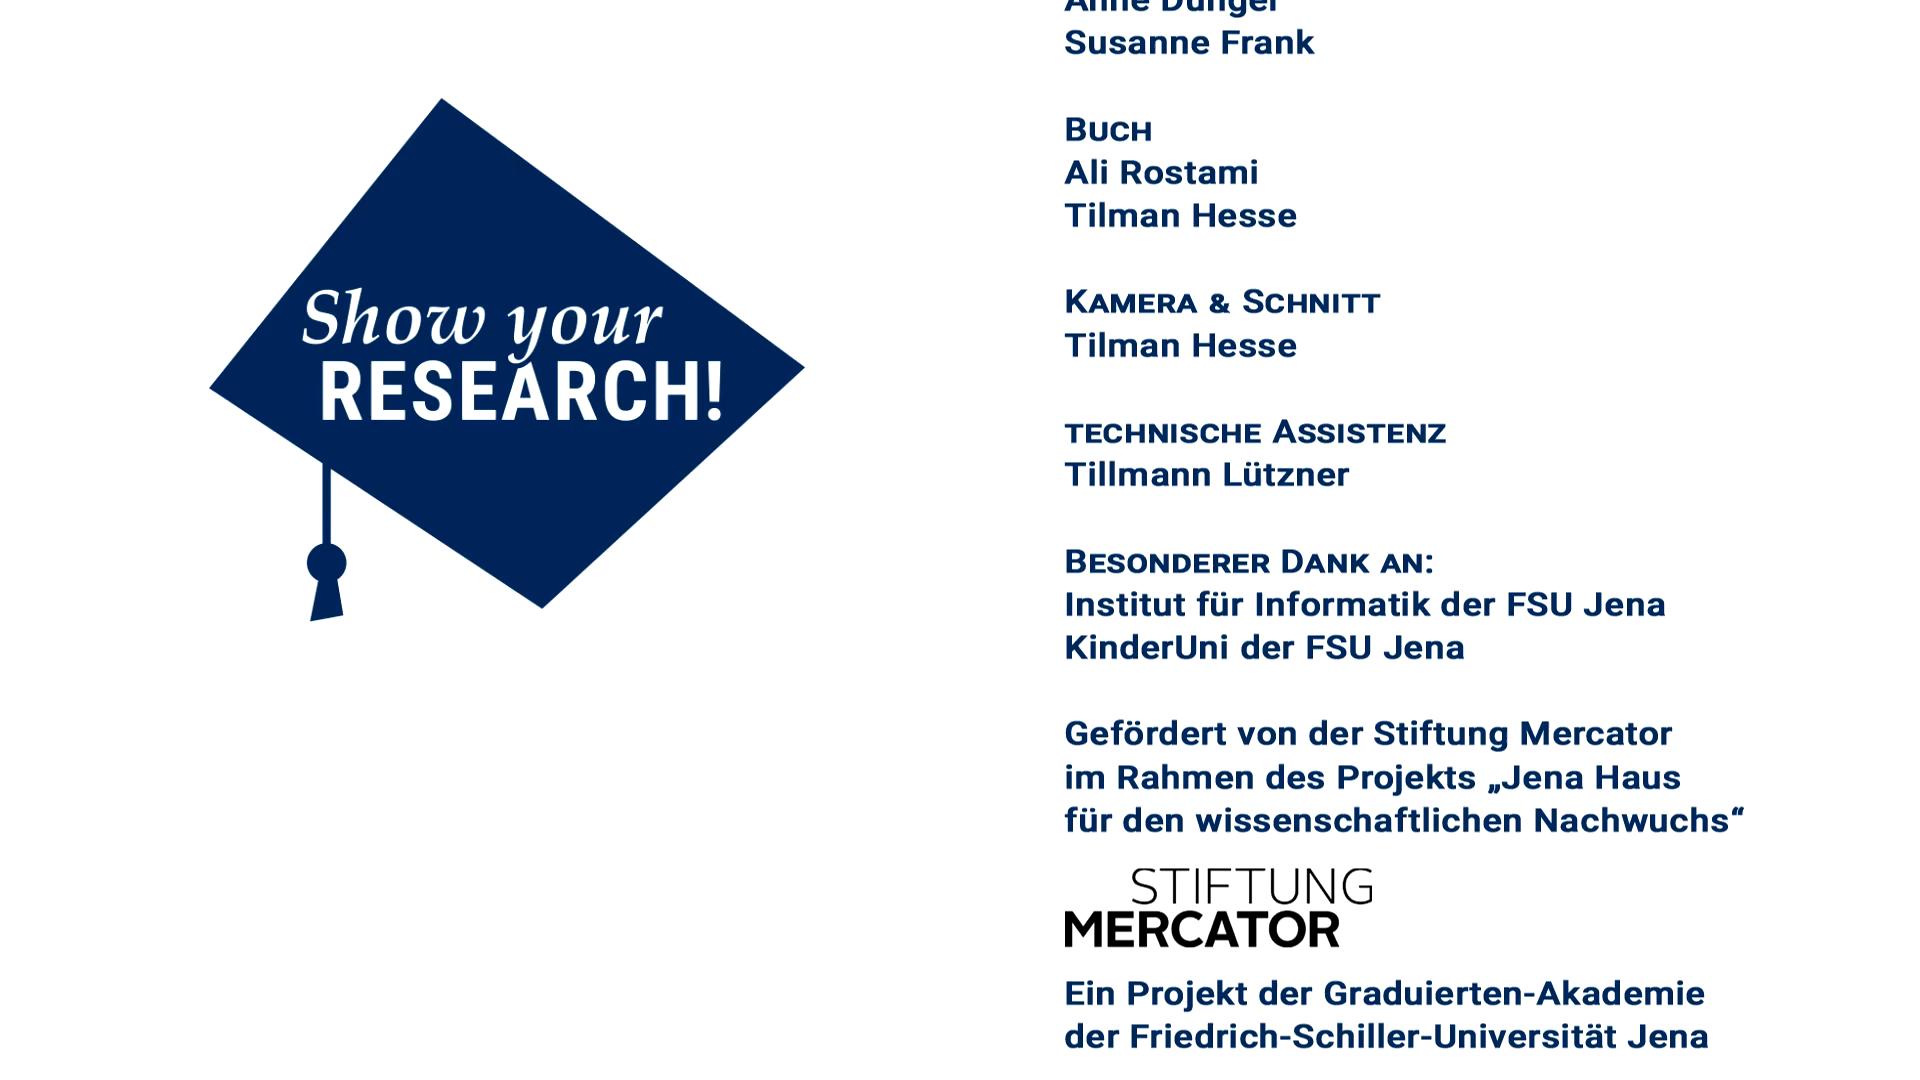 Show your
RESEARCH!
Anne Dünger
Susanne Frank
BUCH
Ali Rostami
Tilman Hesse
KAMERA & SCHNITT
Tilman Hesse
TECHNISCHE ASSISTENZ
Tillmann Lützner
BESONDERER DANK AN:
Institut für Informatik der FSU Jena
KinderUni der FSU Jena
Gefördert von der Stiftung Mercator
im Rahmen des Projekts „Jena Haus
für den wissenschaftlichen Nachwuchs“
STIFTUNG
MERCATOR
Ein Projekt der Graduierten-Akademie
der Friedrich-Schiller-Universität Jena